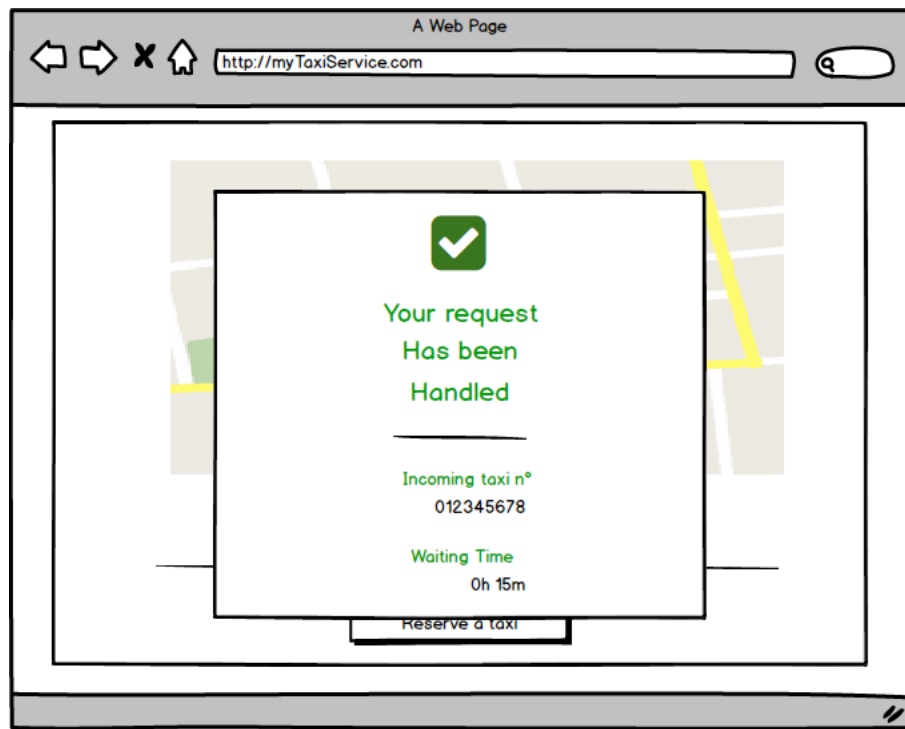 A Web Page
http://myTaxiService.com
Your request
Has been
Handled
Incoming taxi n°
012345678
Waiting Time
0h 15m
Reserve a taxi